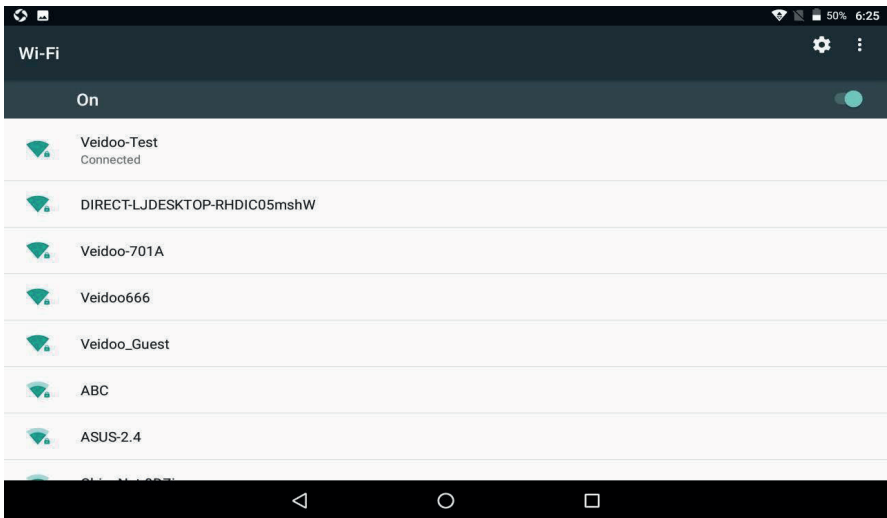 50% 6:25
Wi-Fi
On
Veidoo-Test
Connected
DIRECT-LJDESKTOP-RHDIC05mshW
Veidoo-701A
Veidoo666
Veidoo_Guest
ABC
ASUS-2.4